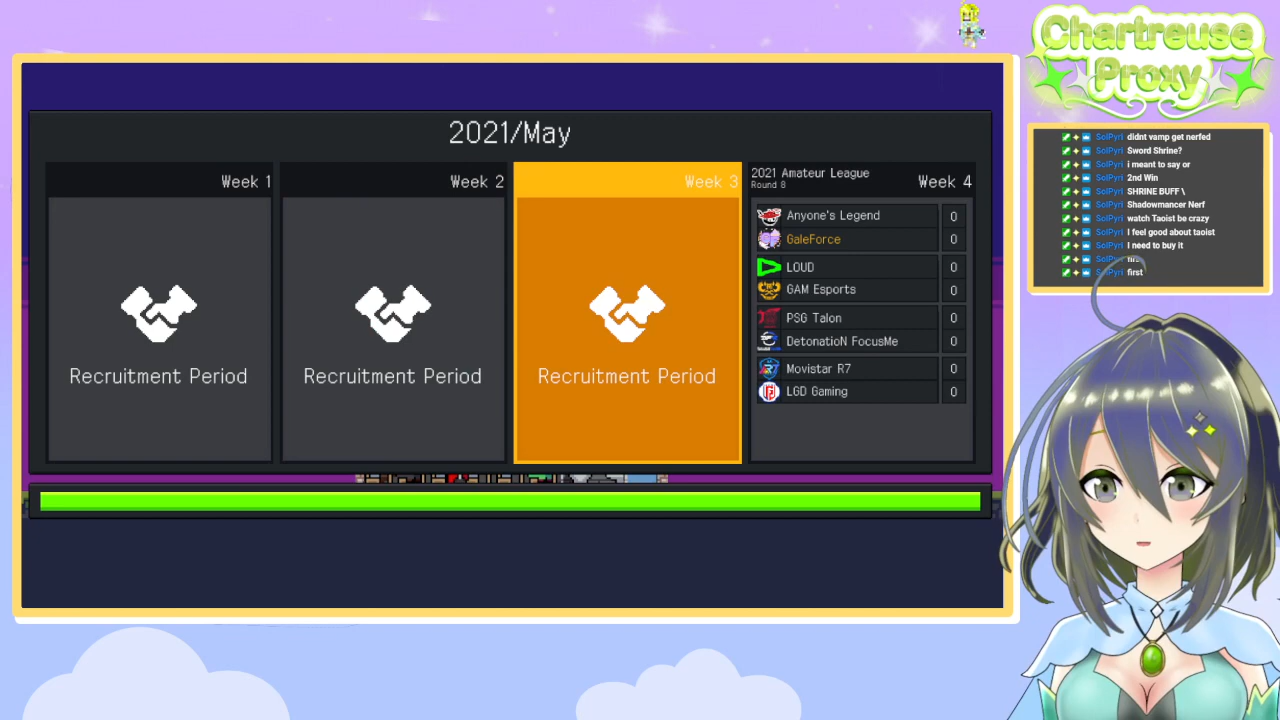 Chartreuse
Proxy
2021/May
Week 1
Recruitment Period
Week 2
Recruitment Period
Week 3
Recruitment Period
2021 Amateur League
Round 8
Week 4
Anyone's Legend 0
GaleForce 0
LOUD 0
GAM Esports 0
PSG Talon 0
DetonatioN FocusMe 0
Movistar R7 0
LGD Gaming 0
SolPyri didnt vamp get nerfed
SolPyri Sword Shrine?
SolPyri i meant to say or
SolPyri 2nd Win
SolPyri SHRINE BUFF \
SolPyri Shadowmancer Nerf
SolPyri watch Taoist be crazy
SolPyri I feel good about taoist
SolPyri I need to buy it
SolPyri
SolPyri first